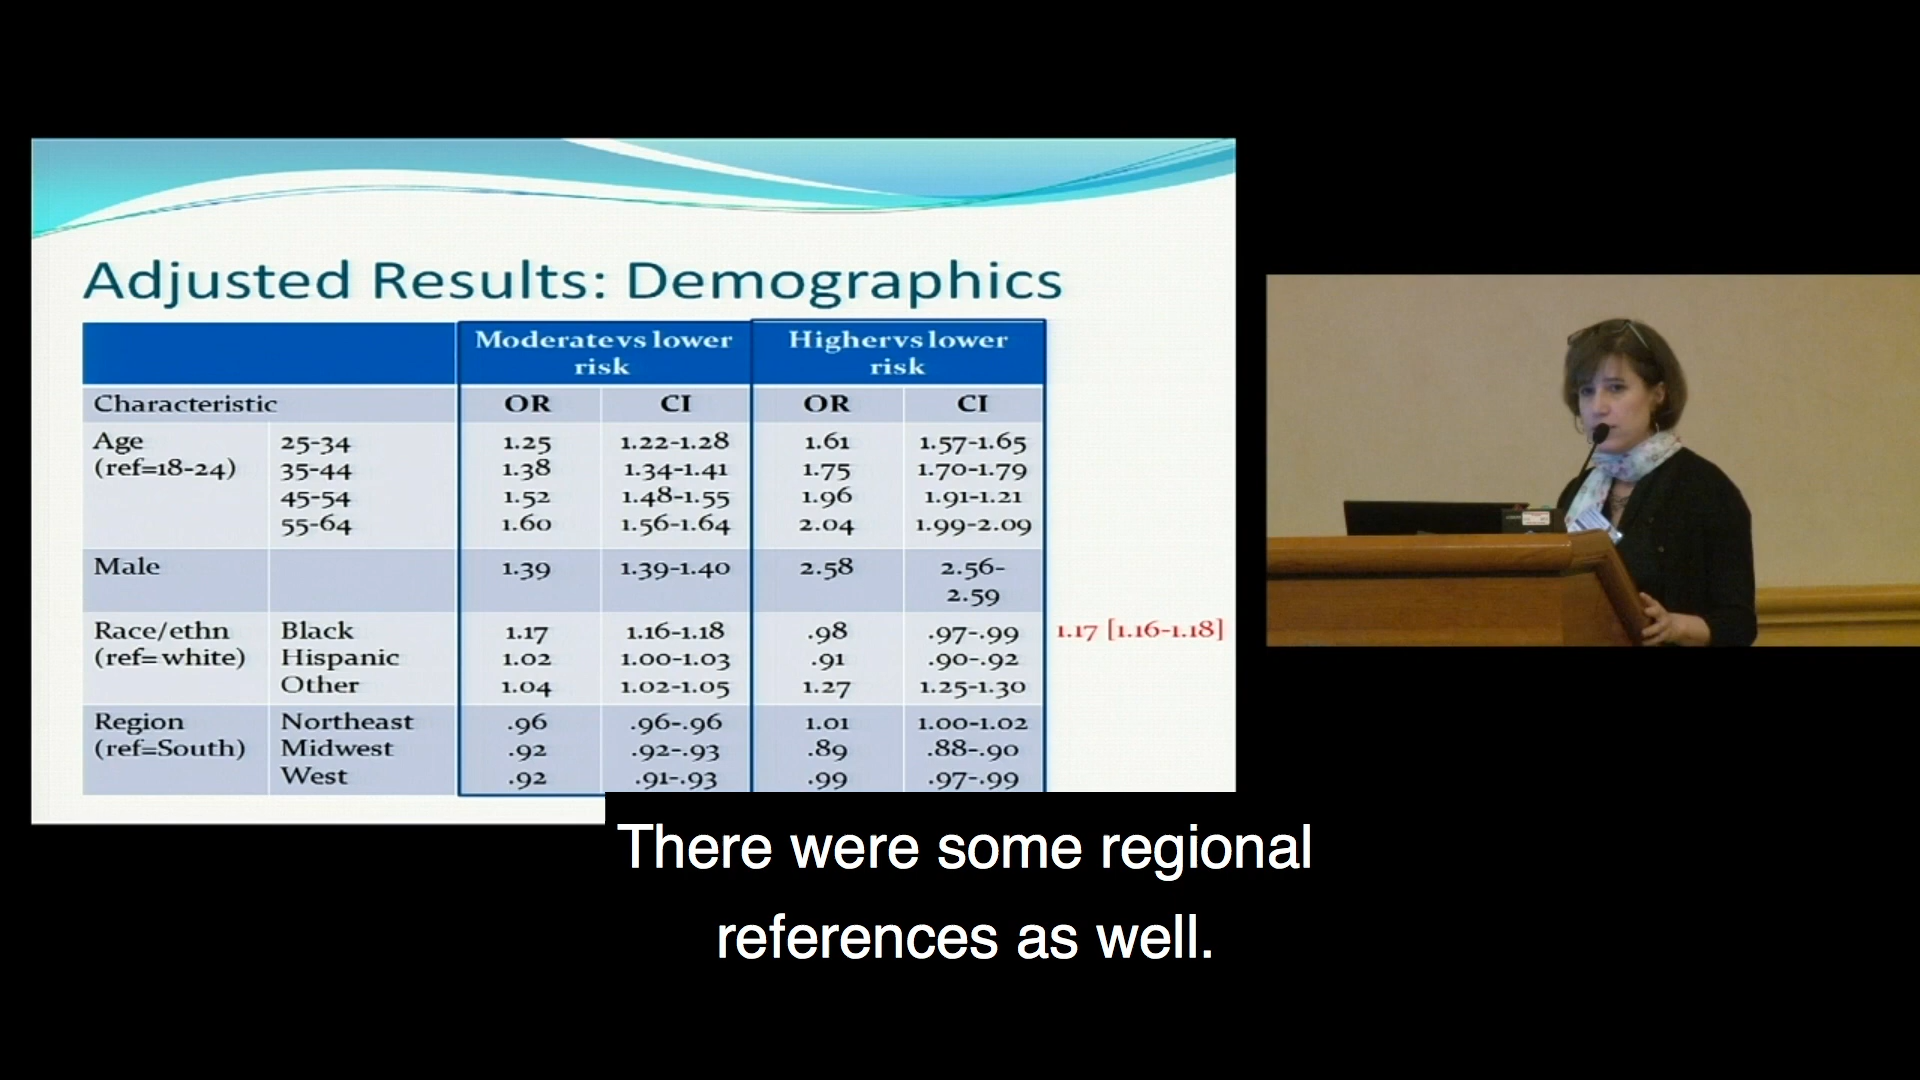 Adjusted Results: Demographics
Moderate vs lower risk Higher vs lower risk
Characteristic OR CI OR CI
Age (ref=18-24) 25-34 1.25 1.22-1.28 1.61 1.57-1.65
35-44 1.38 1.34-1.41 1.75 1.70-1.79
45-54 1.52 1.48-1.55 1.96 1.91-1.21
55-64 1.60 1.56-1.64 2.04 1.99-2.09
Male 1.39 1.39-1.40 2.58 2.56-2.59
Race/ethn (ref=white) Black 1.17 1.16-1.18 .98 .97-.99 1.17 [1.16-1.18]
Hispanic 1.02 1.00-1.03 .91 .90-.92
Other 1.04 1.02-1.05 1.27 1.25-1.30
Region (ref=South) Northeast .96 .96-.96 1.01 1.00-1.02
Midwest .92 .92-.93 .89 .88-.90
West .92 .91-.93 .99 .97-.99
There were some regional
references as well.